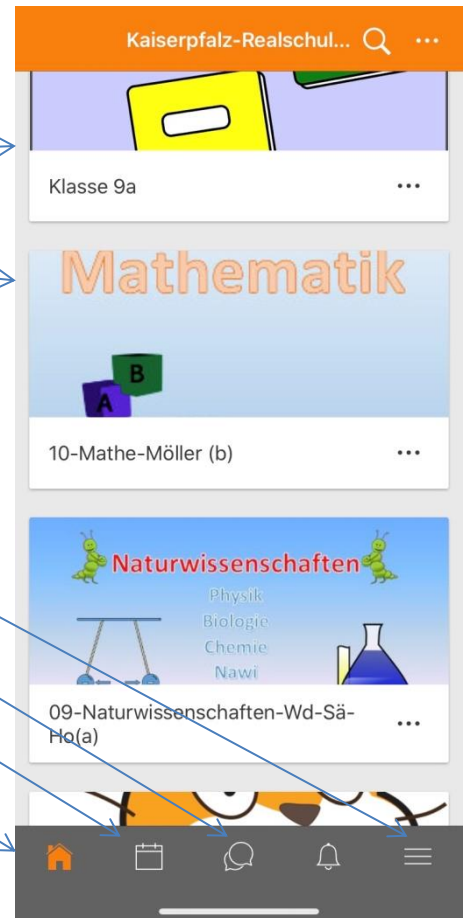 Kaiserpfalz-Realschul...
Klasse 9a
Mathematik
B
A
10-Mathe-Möller (b)
Naturwissenschaften
Physik
Biologie
Chemie
Nawi
09-Naturwissenschaften-Wd-Sä-
Ho(a)